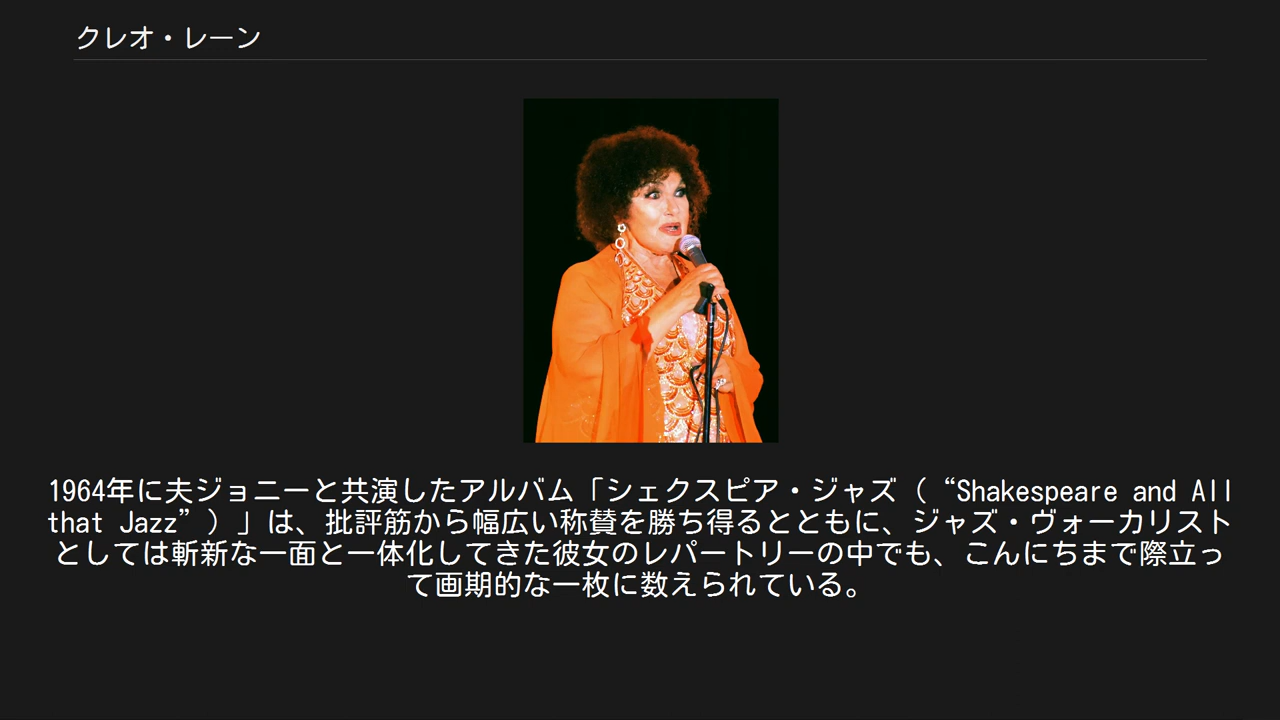 クレオ・レーン
1964年に夫ジョニーと共演したアルバム「シェクスピア・ジャズ（“Shakespeare and All
that Jazz”）」は、批評筋から幅広い称賛を勝ち得るとともに、ジャズ・ヴォーカリスト
としては斬新な一面と一体化してきた彼女のレパートリーの中でも、こんにちまで際立っ
て画期的な一枚に数えられている。